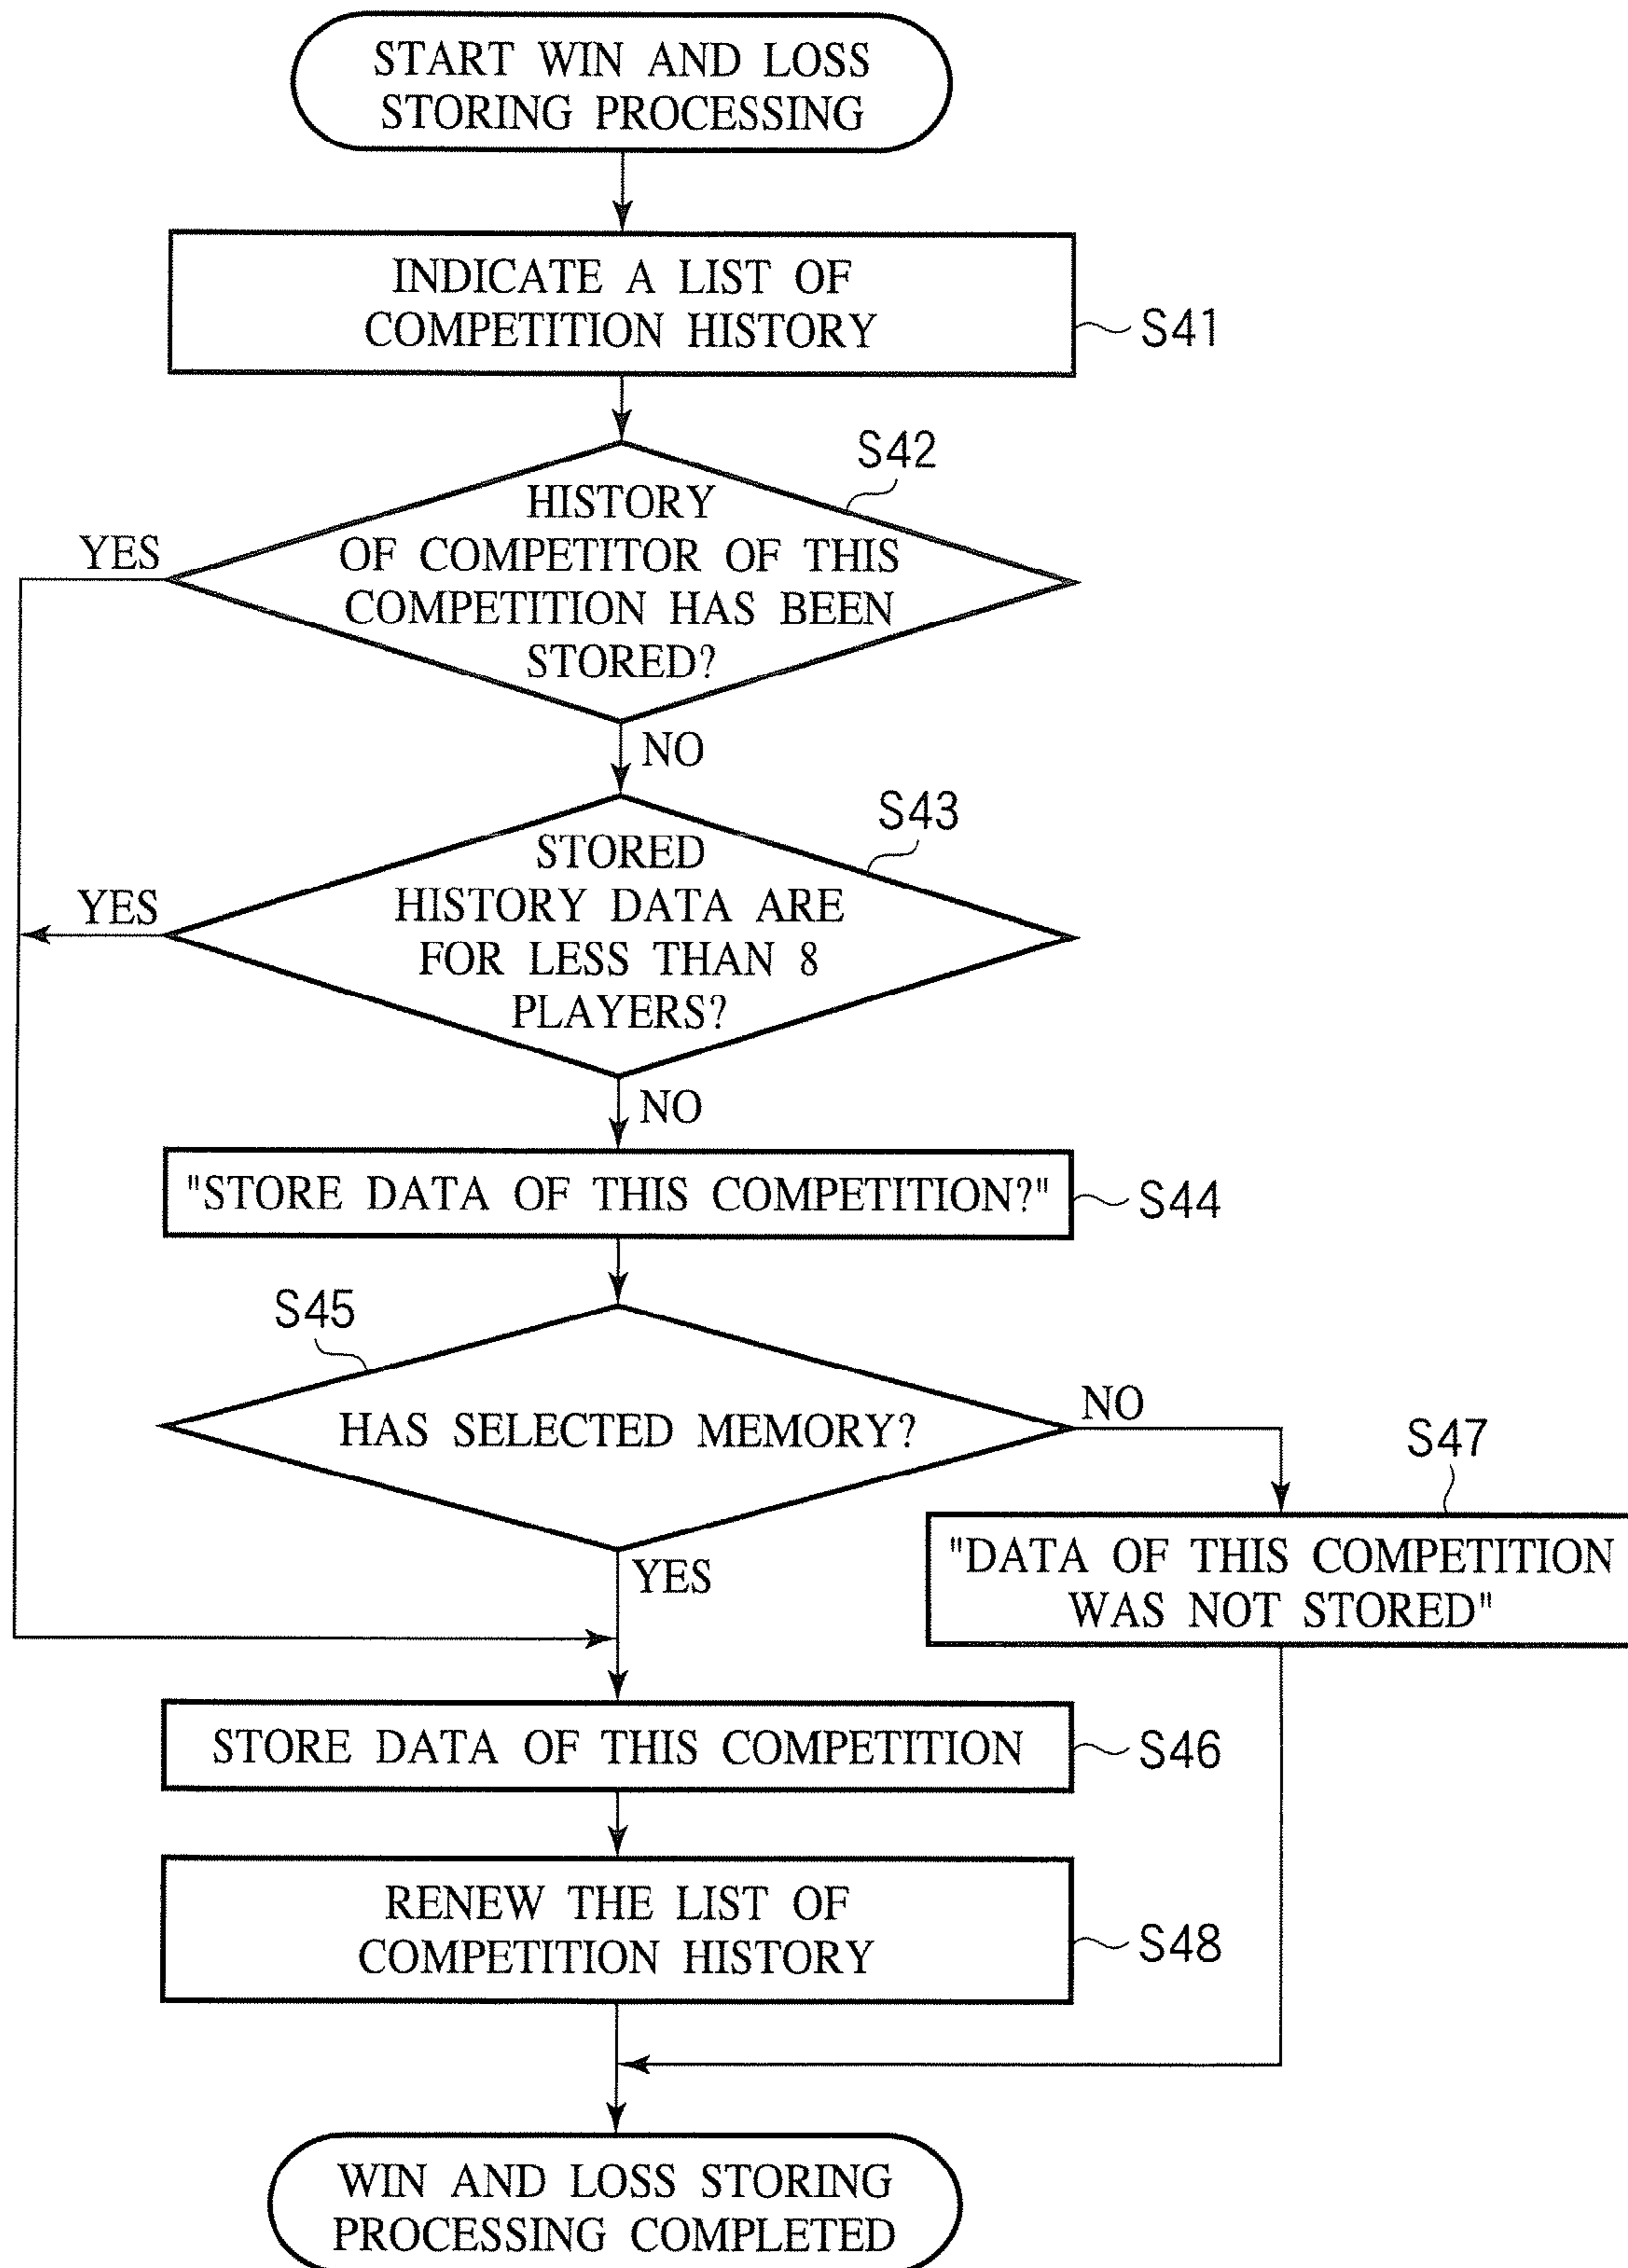 START WIN AND LOSS
STORING PROCESSING
INDICATE A LIST OF
COMPETITION HISTORY
S41
S42
HISTORY
OF COMPETITOR OF THIS
COMPETITION HAS BEEN
STORED?
YES
NO
S43
STORED
HISTORY DATA ARE
FOR LESS THAN 8
PLAYERS?
YES
NO
"STORE DATA OF THIS COMPETITION?"
S44
S45
HAS SELECTED MEMORY?
NO
YES
S47
"DATA OF THIS COMPETITION
WAS NOT STORED"
STORE DATA OF THIS COMPETITION
S46
RENEW THE LIST OF
COMPETITION HISTORY
S48
WIN AND LOSS STORING
PROCESSING COMPLETED